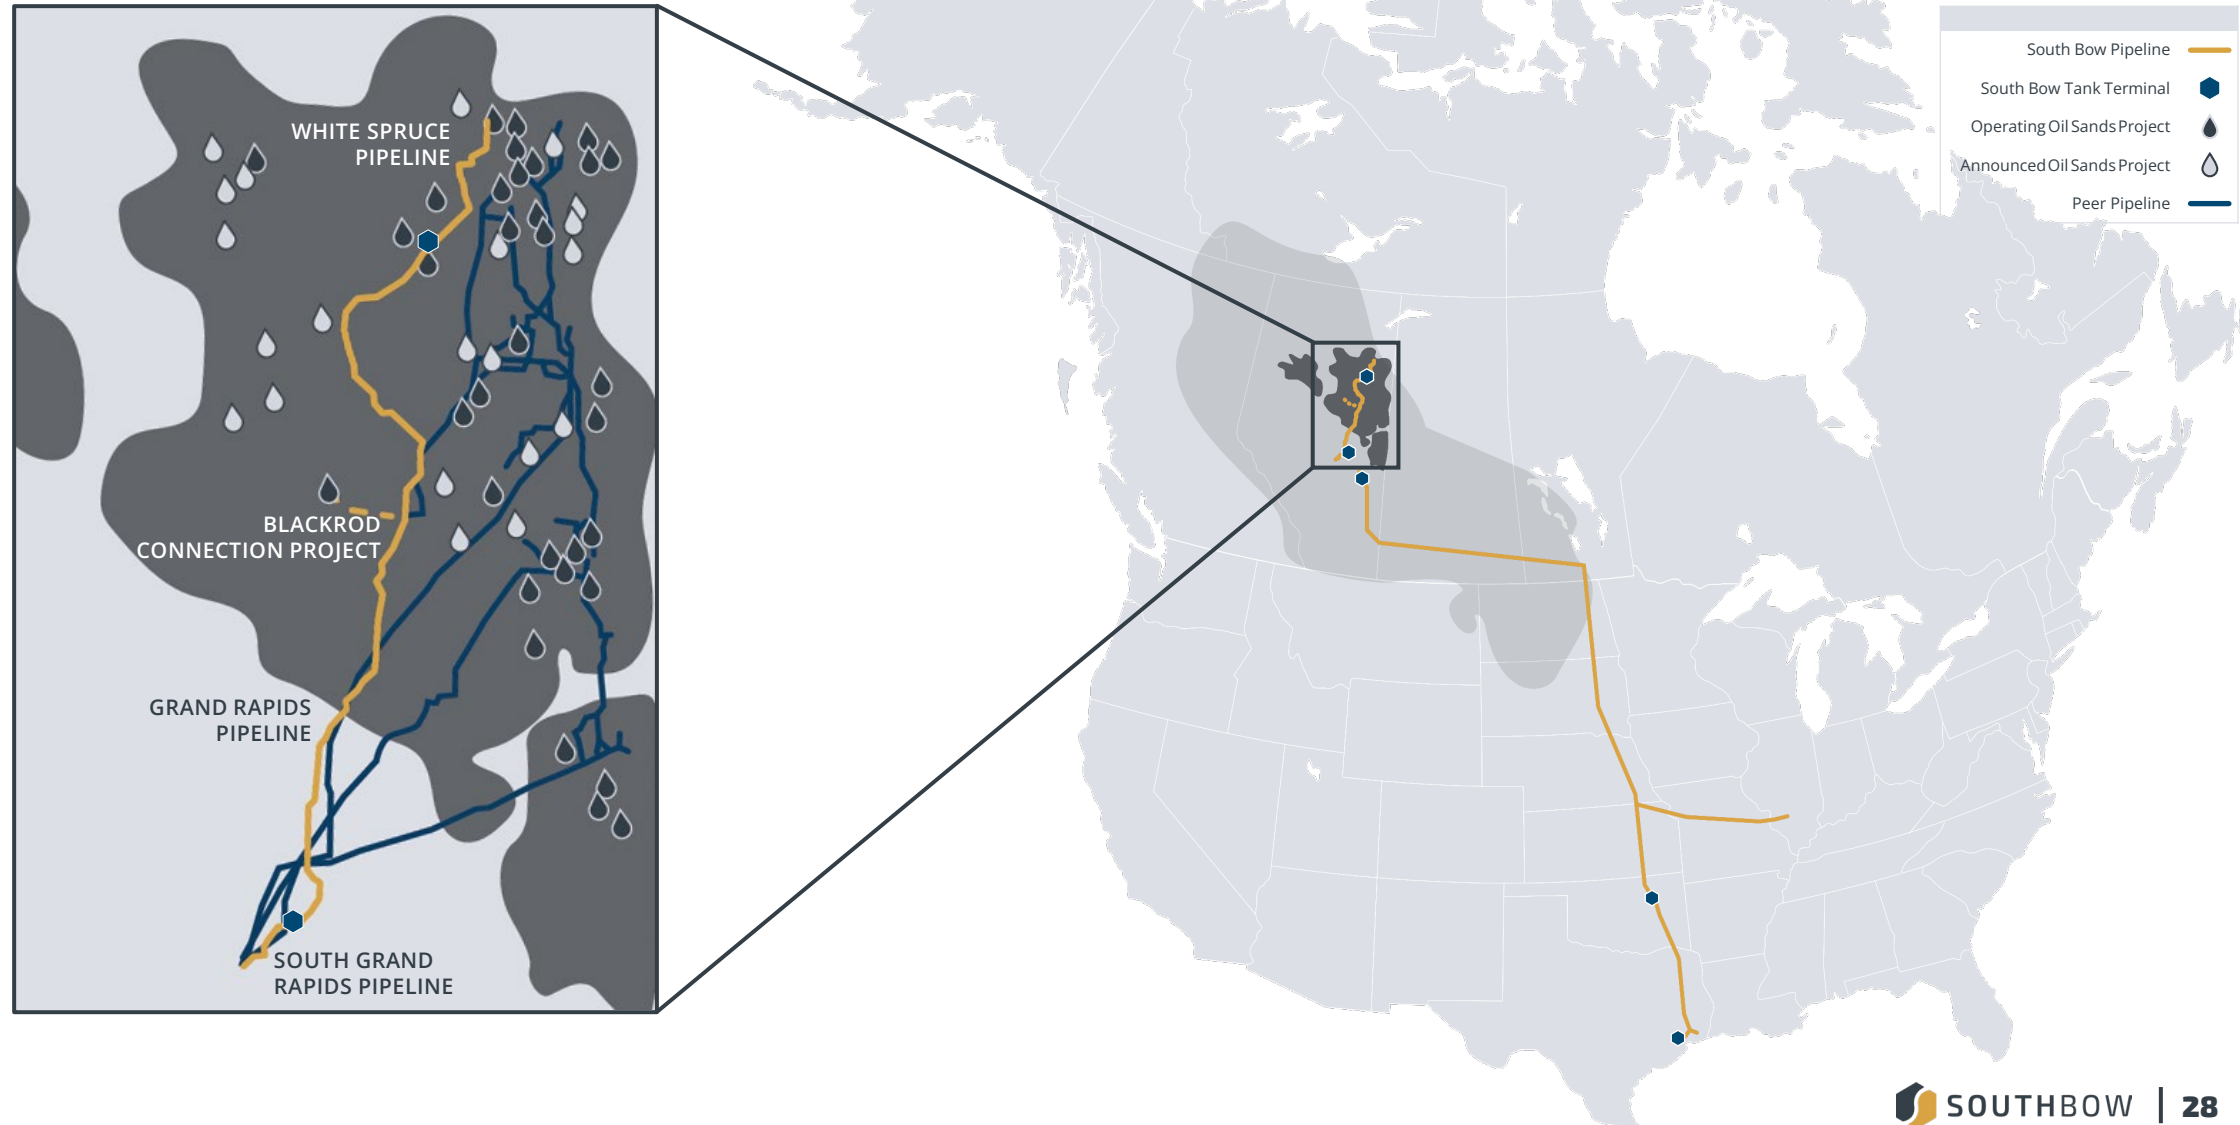 WHITE SPRUCE
PIPELINE
BLACKROD
CONNECTION PROJECT
GRAND RAPIDS
PIPELINE
SOUTH GRAND
RAPIDS PIPELINE
South Bow Pipeline
South Bow Tank Terminal
Operating Oil Sands Project
Announced Oil Sands Project
Peer Pipeline
SOUTHBOW | 28